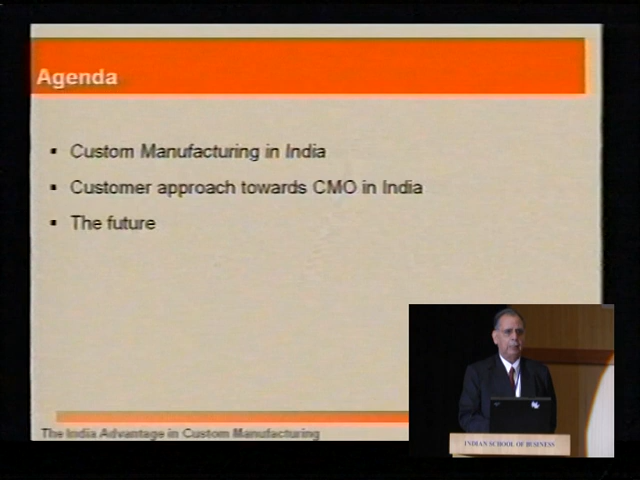 Agenda
Custom Manufacturing in India
Customer approach towards CMO in India
The future
The India Advantage in Custom Manufacturing
INDIAN SCHOOL OF BUSINESS